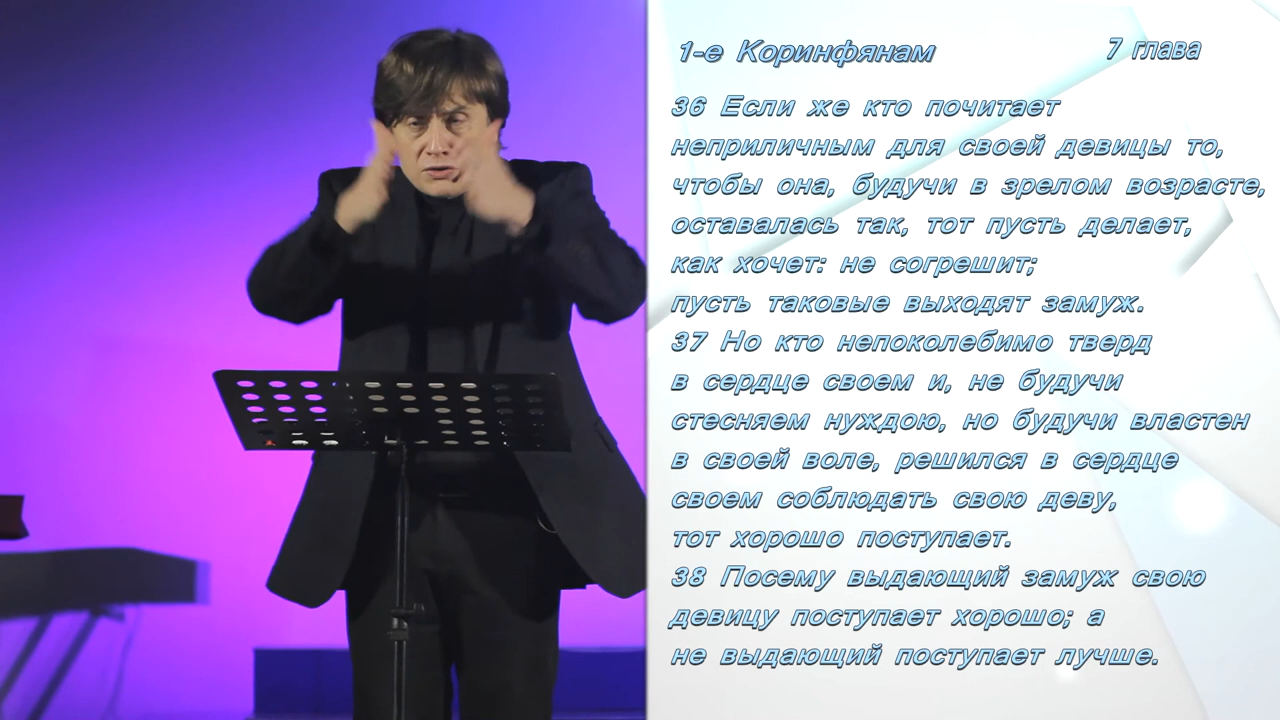 1-е Коринфянам 7 глава
36 Если же кто почитает
неприличным для своей девицы то,
чтобы она, будучи в зрелом возрасте,
оставалась так, тот пусть делает,
как хочет: не согрешит;
пусть таковые выходят замуж.
37 Но кто непоколебимо тверд
в сердце своем и, не будучи
стесняем нуждою, но будучи властен
в своей воле, решился в сердце
своем соблюдать свою деву,
тот хорошо поступает.
38 Посему выдающий замуж свою
девицу поступает хорошо; а
не выдающий поступает лучше.